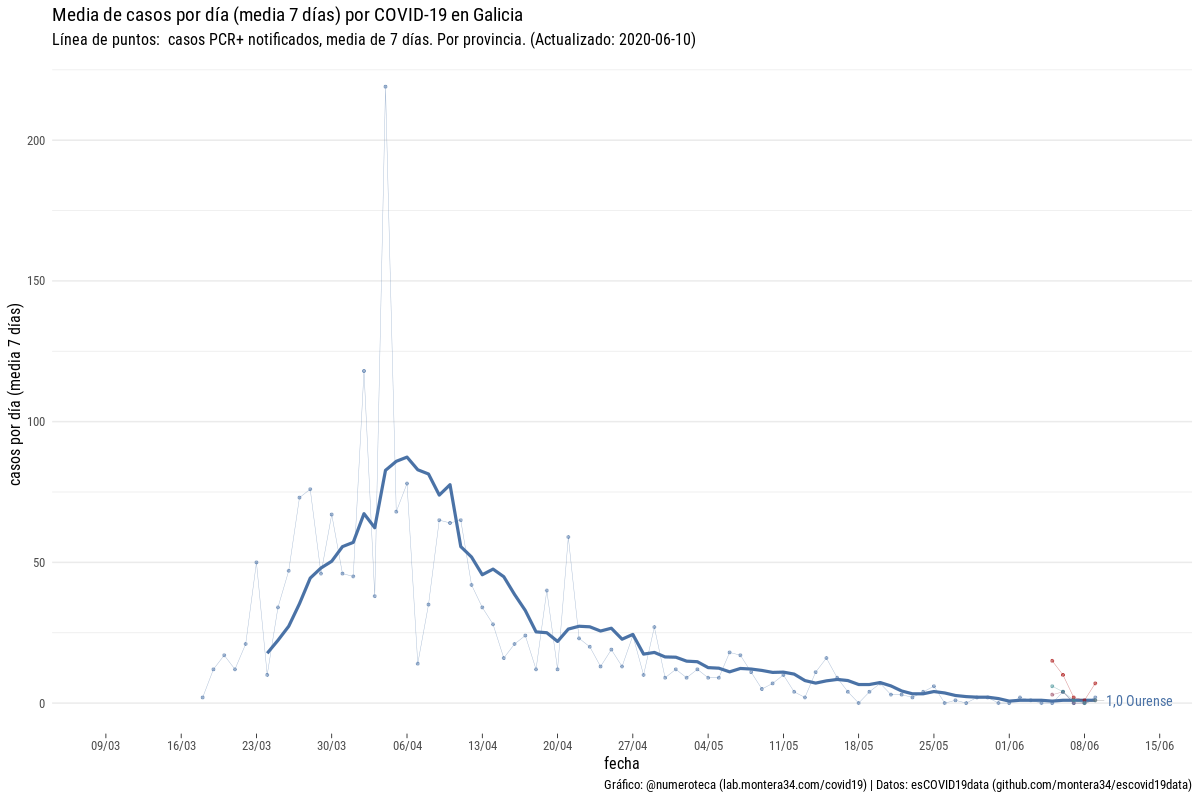 Media de casos por día (media 7 días) por COVID-19 en Galicia
Línea de puntos:  casos PCR+ notificados, media de 7 días. Por provincia. (Actualizado: 2020-06-10)
casos por día (media 7 días)
200
150
100
50
0
1,0 Ourense
09/03 16/03 23/03 30/03 06/04 13/04 20/04 27/04 04/05 11/05 18/05 25/05 01/06 08/06 15/06
fecha
Gráfico: @numeroteca (lab.montera34.com/covid19) | Datos: esCOVID19data (github.com/montera34/escovid19data)